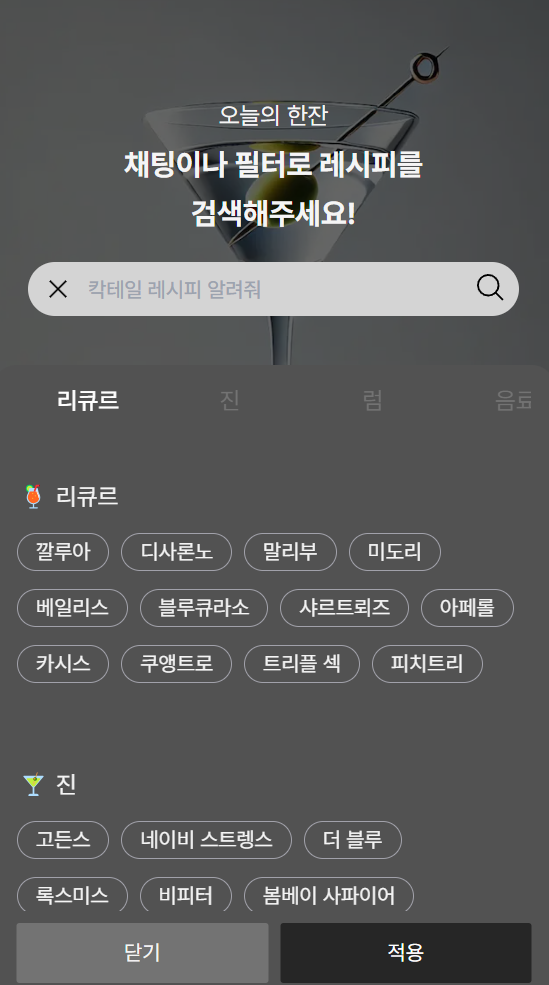 오늘의 한잔
채팅이나 필터로 레시피를
검색해주세요!
칵테일 레시피 알려줘
리큐르 진 럼 음료
리큐르
깔루아 디사론노 말리부 미도리
베일리스 블루큐라소 샤르트뢰즈 아페롤
카시스 쿠앵트로 트리플 섹 피치트리
진
고든스 네이비 스트렝스 더 블루
록스미스 비피터 봄베이 사파이어
닫기 적용